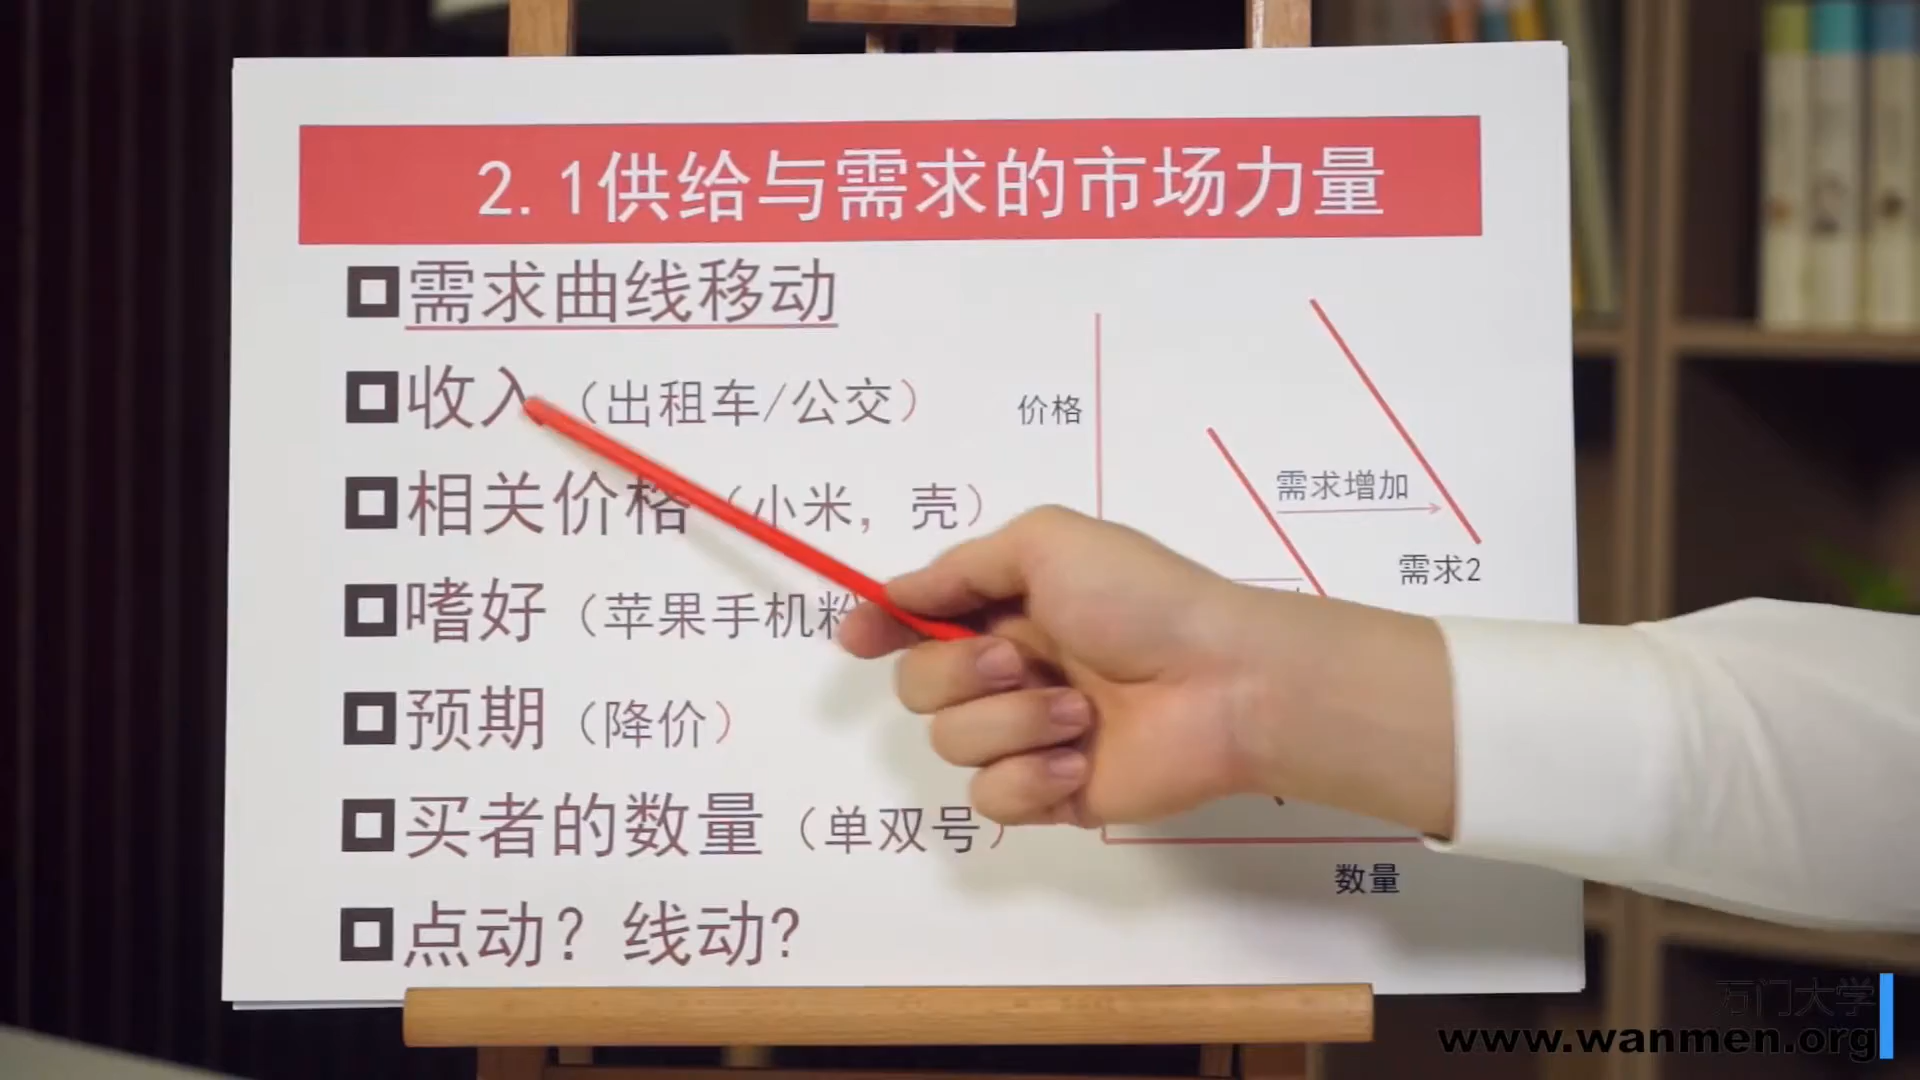 2.1供给与需求的市场力量
需求曲线移动
收入（出租车/公交）
相关价格（小米，壳）
嗜好（苹果手机粉
预期（降价）
买者的数量（单双号）
点动？线动?
价格
需求增加
需求2
数量
万门大学
www.wanmen.org